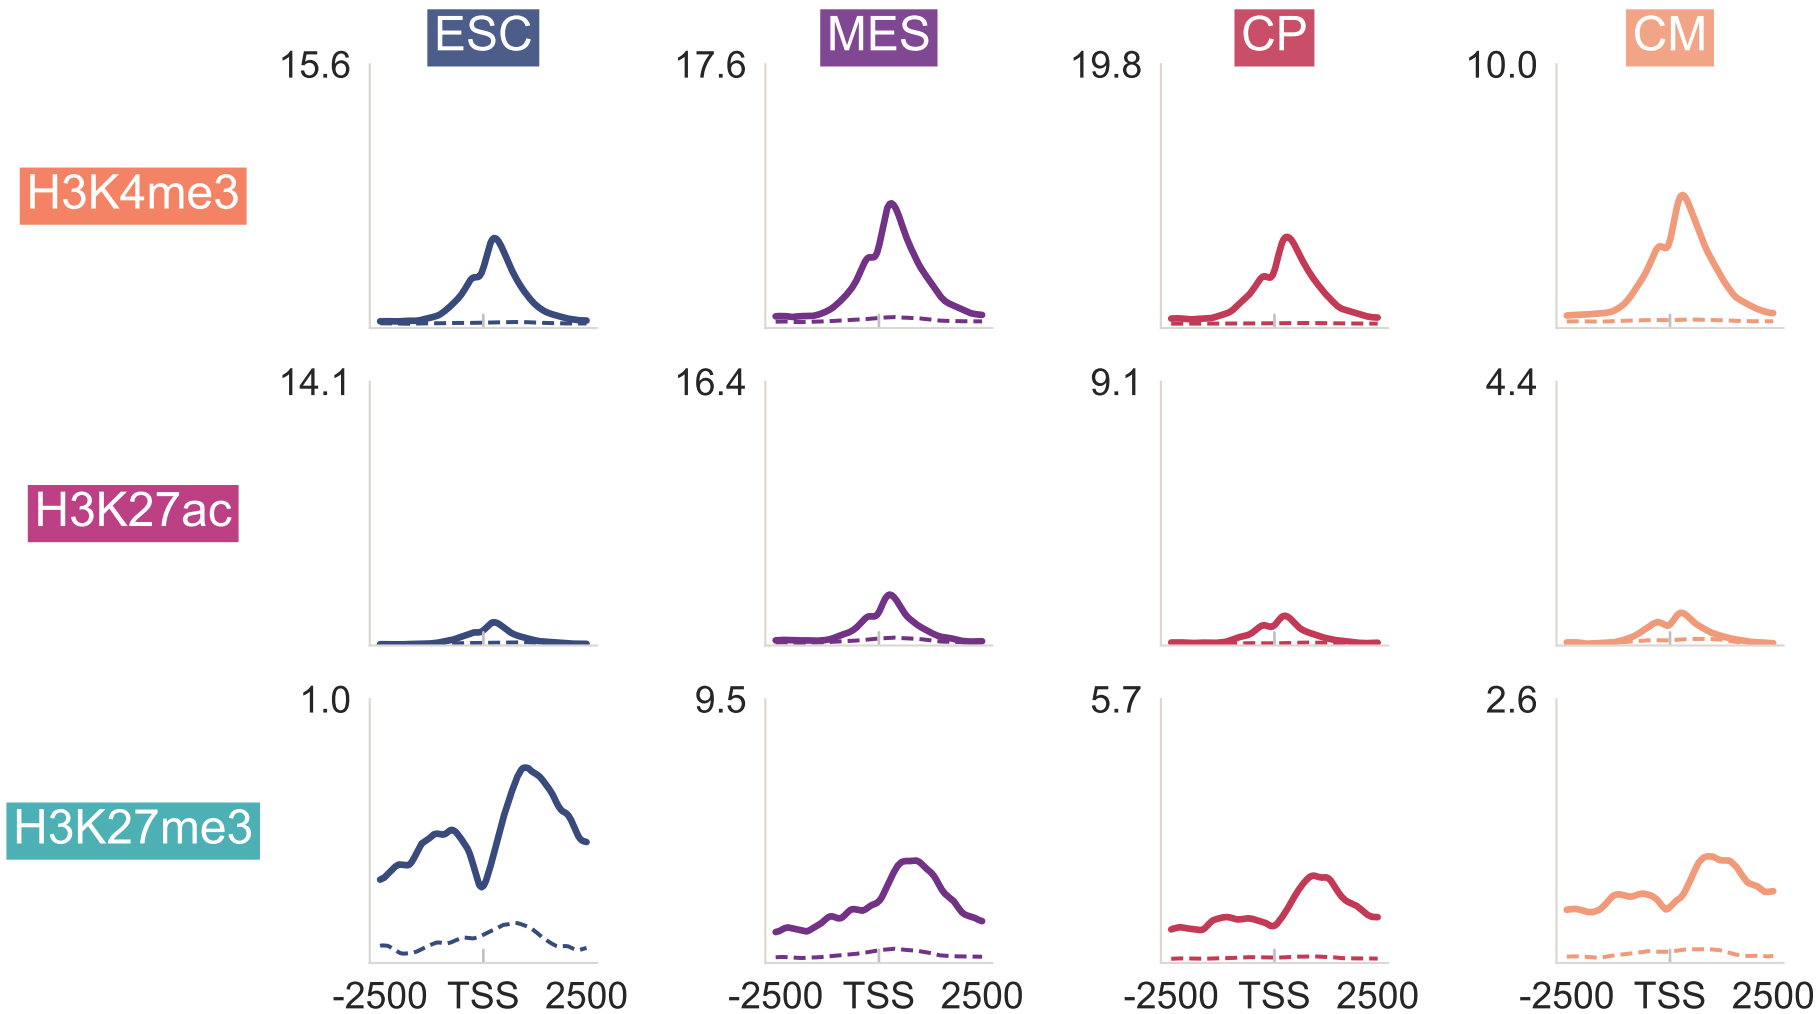 ESC MES CP CM
15.6 17.6 19.8 10.0
H3K4me3
14.1 16.4 9.1 4.4
H3K27ac
1.0 9.5 5.7 2.6
H3K27me3
-2500 TSS 2500 -2500 TSS 2500 -2500 TSS 2500 -2500 TSS 2500